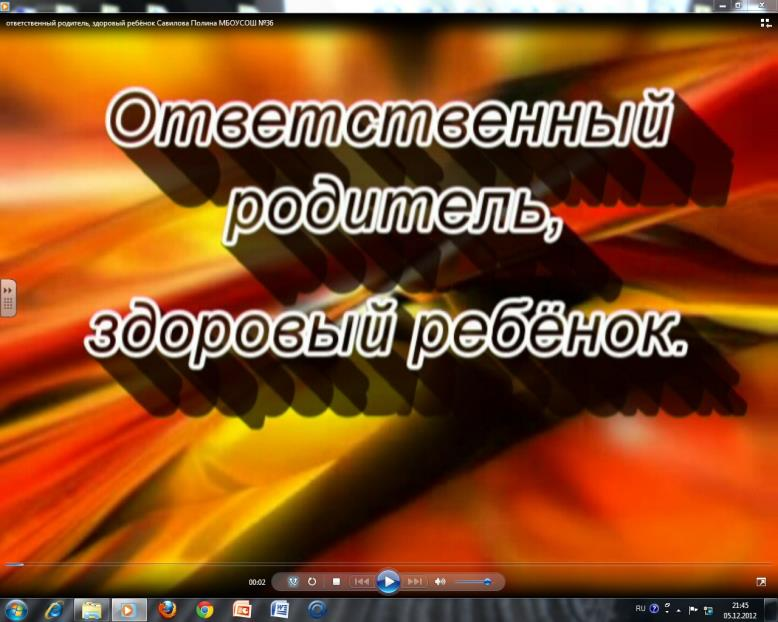 ответственный родитель, здоровый ребёнок Савилова Полина МБОУСОШ №36
Ответственный
родитель,
здоровый ребёнок.
00:02
RU
21:45
05.12.2012